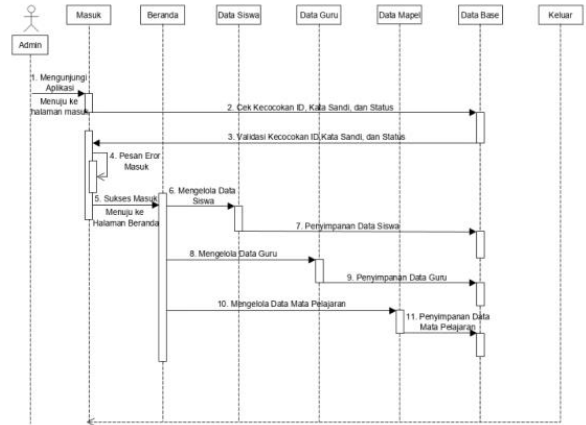 Masuk
Beranda
Data Siswa
Data Guru
Data Mapel
Data Base
Keluar
Admin
1. Mengunjungi
Aplikasi
Menuju ke
halaman masuk
2. Cek Kecocokan ID, Kata Sandi, dan Status
3. Validasi Kecocokan ID,Kata Sandi, dan Status
4. Pesan Eror
Masuk
5. Sukses Masuk
Menuju ke
Halaman Beranda
6. Mengelola Data
Siswa
7. Penyimpanan Data Siswa
8. Mengelola Data Guru
9. Penyimpanan Data Guru
10. Mengelola Data Mata Pelajaran
11. Penyimpanan Data
Mata Pelajaran